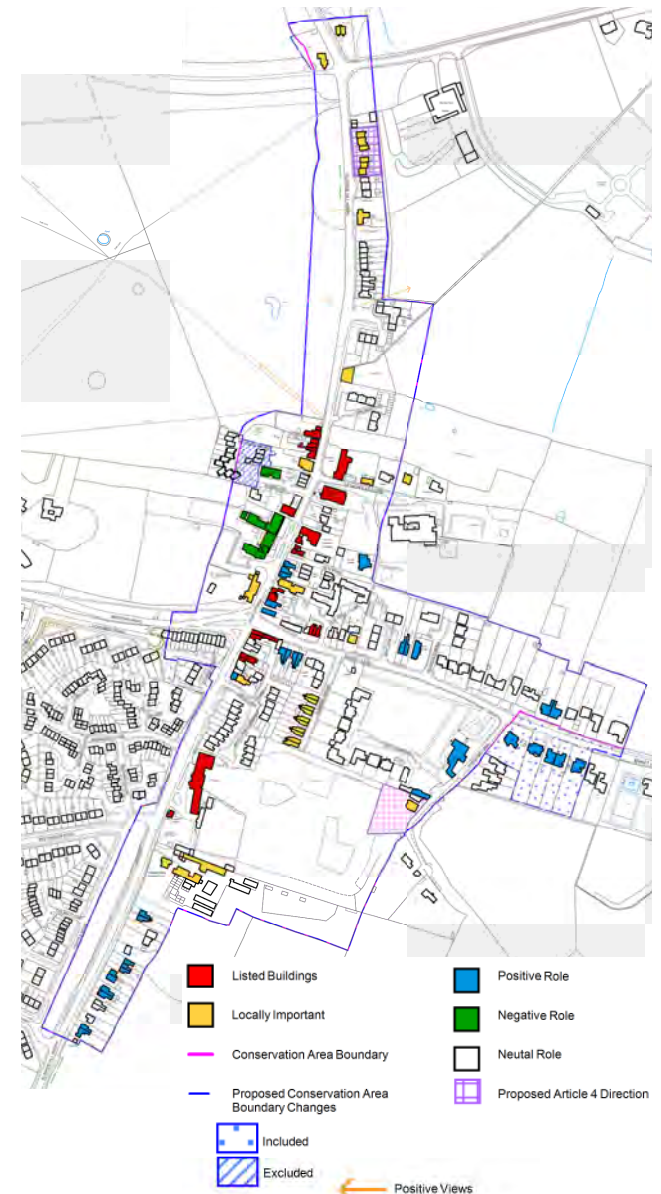 Listed Buildings
Positive Role
Locally Important
Negative Role
Conservation Area Boundary
Neutal Role
Proposed Conservation Area
Boundary Changes
Proposed Article 4 Direction
Included
Excluded
Positive Views